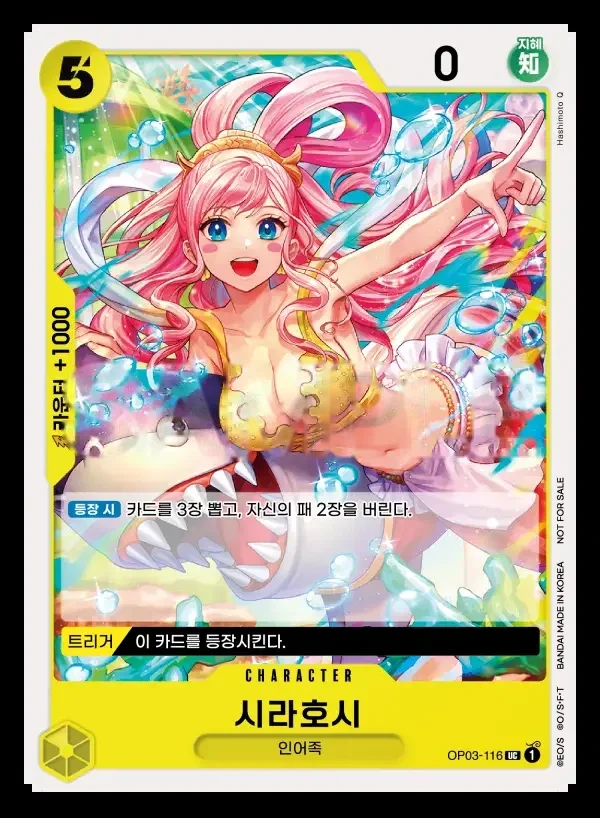 5
0
지혜
知
Hashimoto Q
카운터 +1000
등장 시 카드를 3장 뽑고, 자신의 패 2장을 버린다.
트리거 이 카드를 등장시킨다.
CHARACTER
시라호시
인어족
OP03-116 UC 1
©EO/S ©O/S·F·T BANDAI MADE IN KOREA NOT FOR SALE